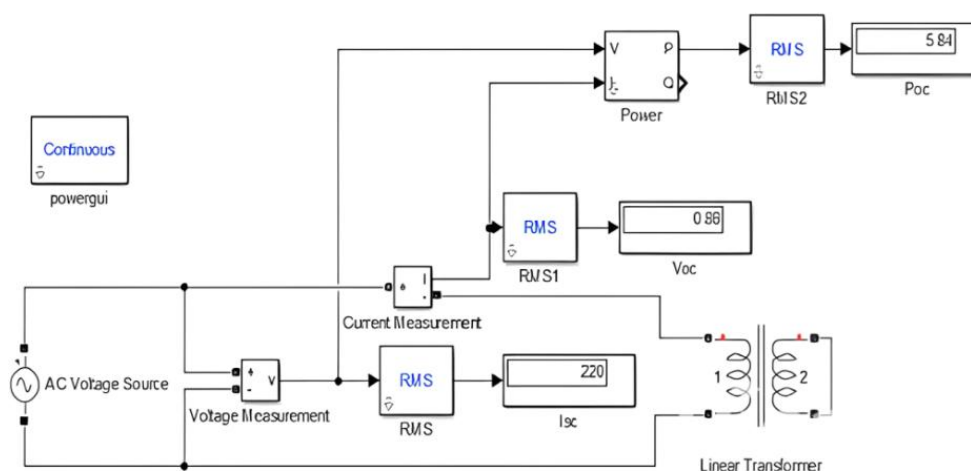 V
P
I
Q
Power
RMS
RMS2
5.84
Poc
Continuous
powergui
RMS
RMS1
0.86
Voc
+
-
Current Measurement
AC Voltage Source
+
-
v
Voltage Measurement
RMS
RMS
220
Isc
1
2
Linear Transformer